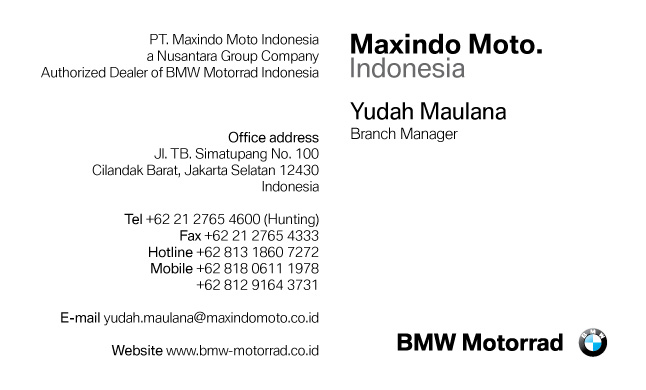 PT. Maxindo Moto Indonesia
a Nusantara Group Company
Authorized Dealer of BMW Motorrad Indonesia
Office address
Jl. TB. Simatupang No. 100
Cilandak Barat, Jakarta Selatan 12430
Indonesia
Tel +62 21 2765 4600 (Hunting)
Fax +62 21 2765 4333
Hotline +62 813 1860 7272
Mobile +62 818 0611 1978
+62 812 9164 3731
E-mail yudah.maulana@maxindomoto.co.id
Website www.bmw-motorrad.co.id
Maxindo Moto.
Indonesia
Yudah Maulana
Branch Manager
BMW Motorrad
BMW